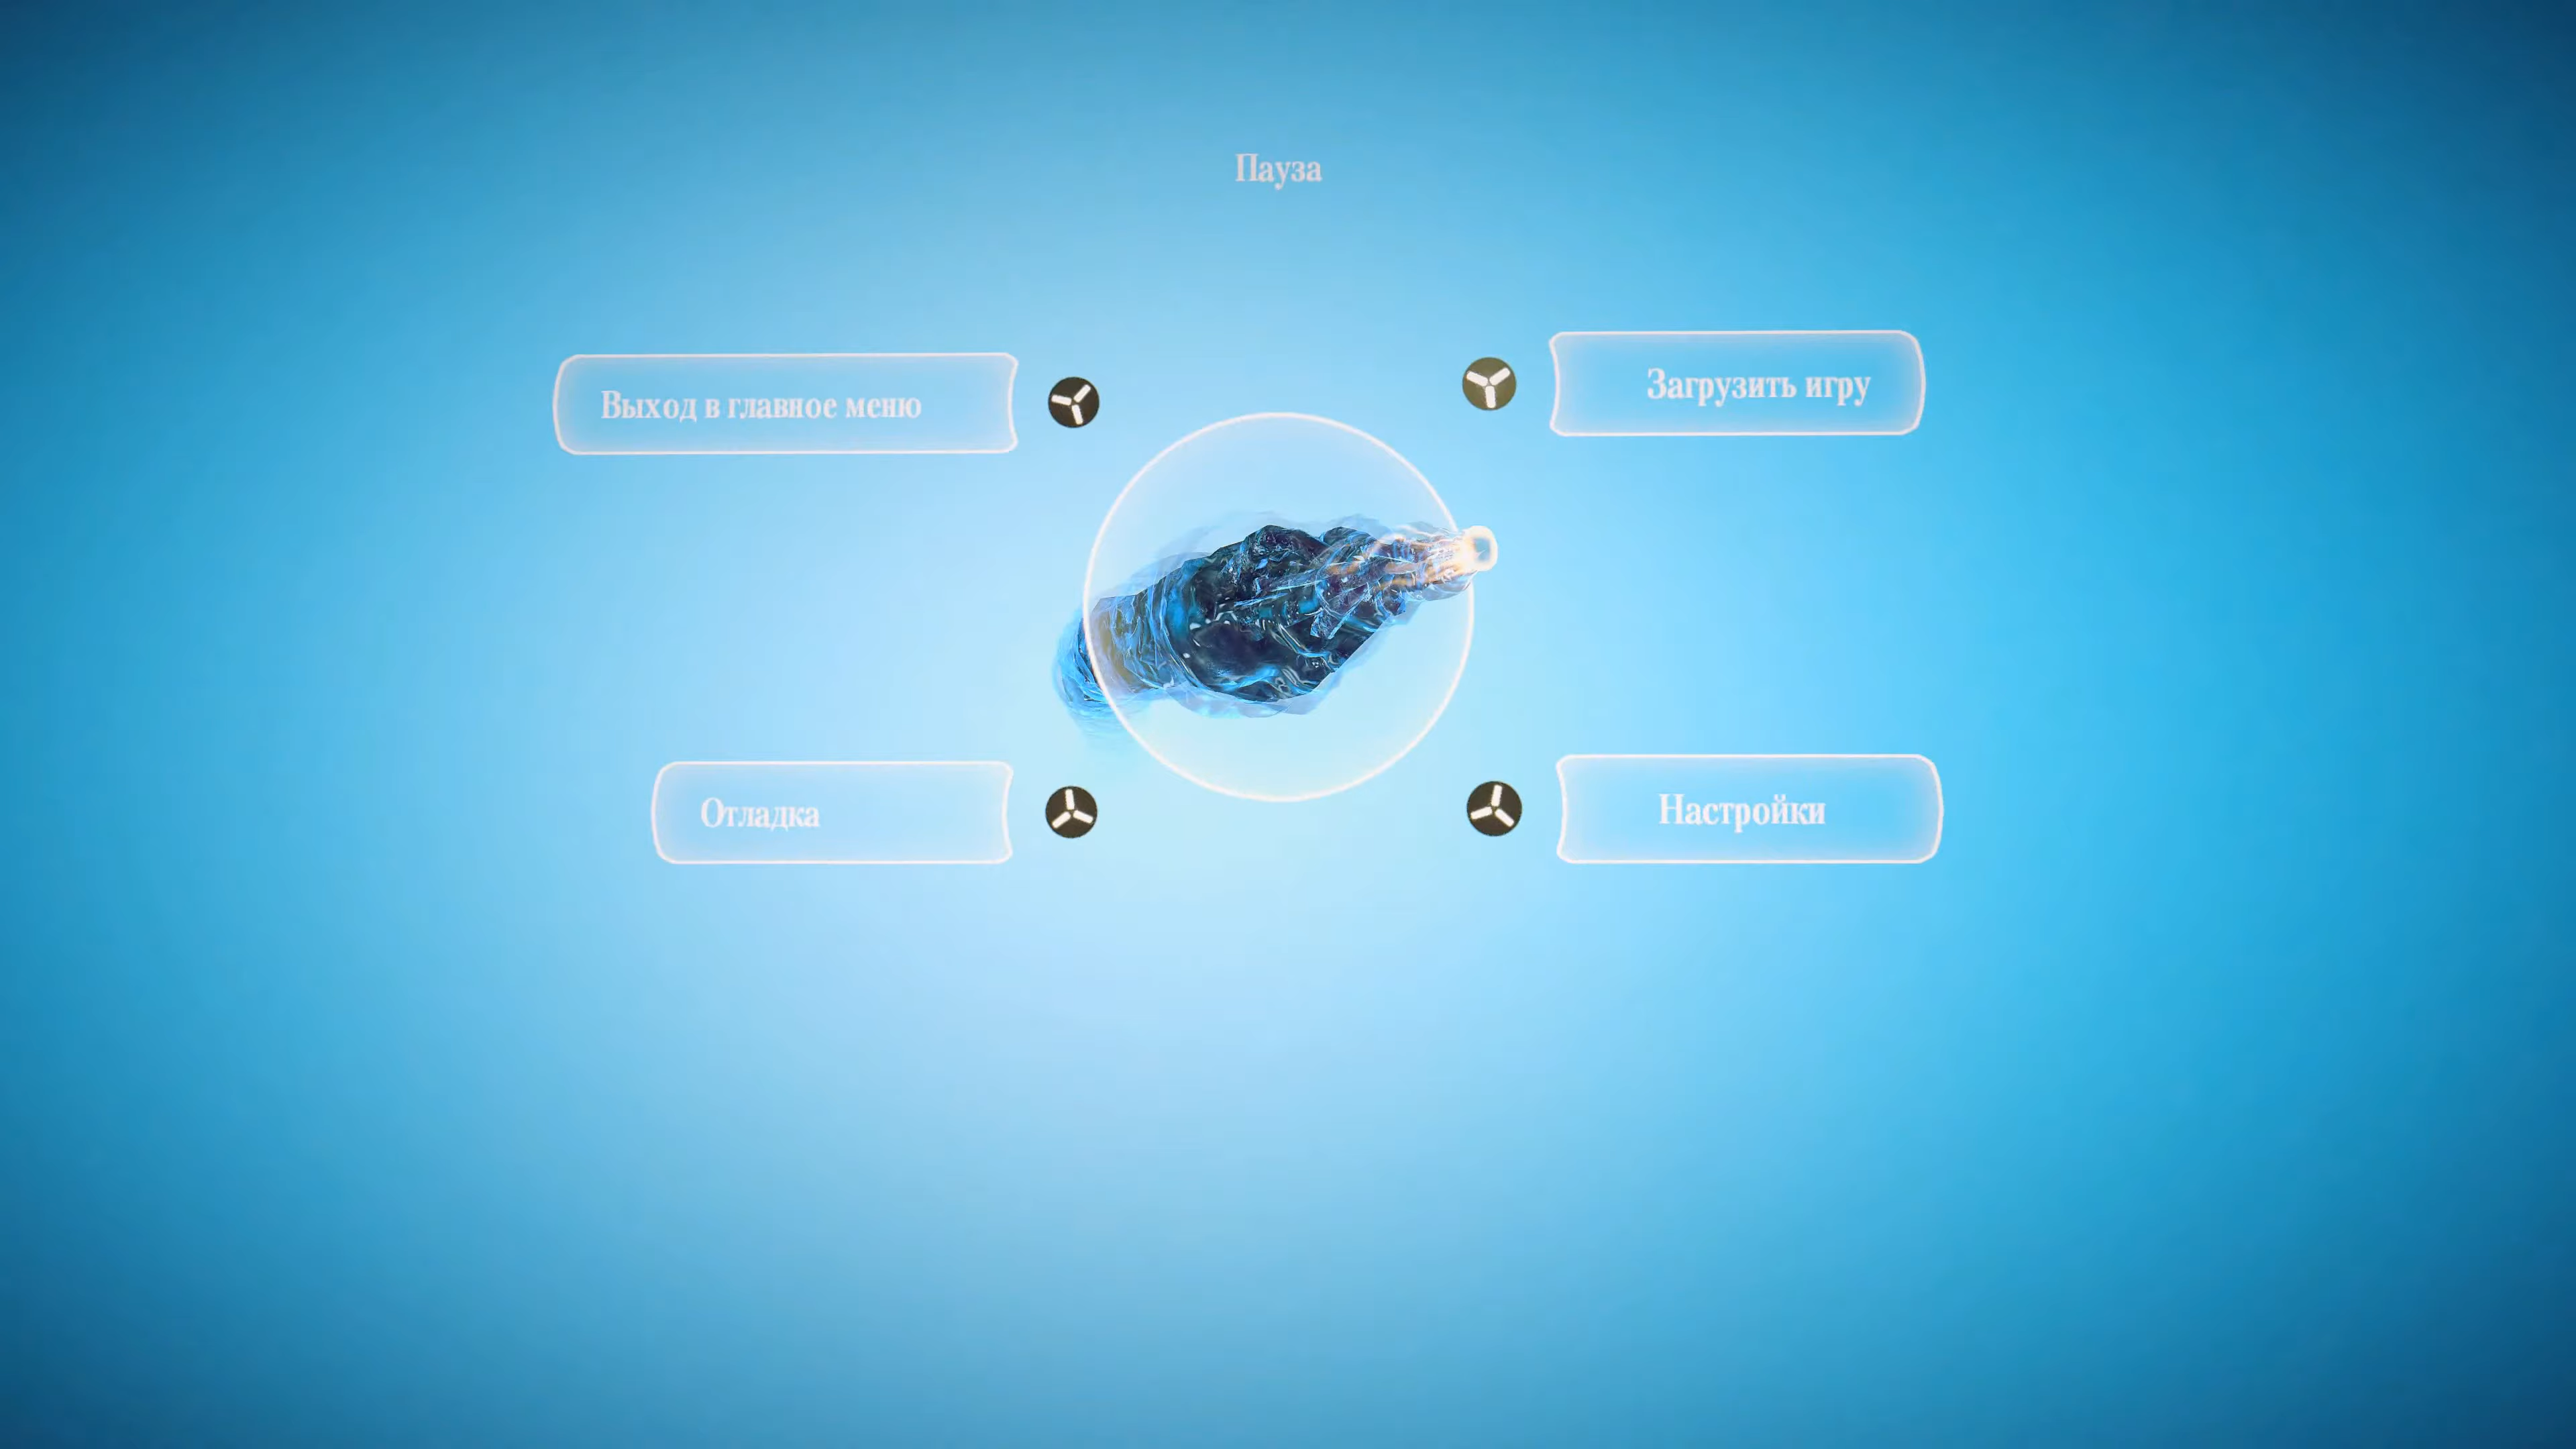 Пауза
Выход в главное меню
Загрузить игру
Отладка
Настройки